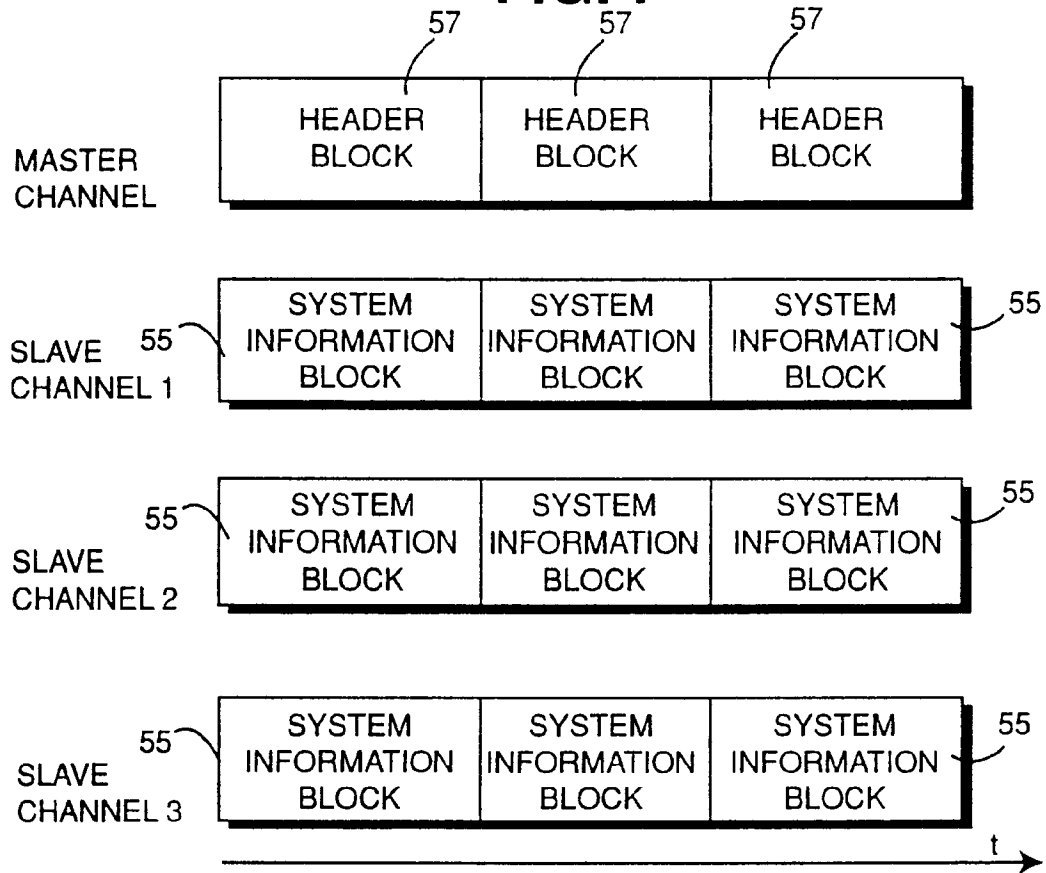 57 57 57
HEADER HEADER HEADER
BLOCK BLOCK BLOCK
MASTER
CHANNEL
SYSTEM SYSTEM SYSTEM
55 INFORMATION INFORMATION INFORMATION 55
BLOCK BLOCK BLOCK
SLAVE
CHANNEL 1
SYSTEM SYSTEM SYSTEM
55 INFORMATION INFORMATION INFORMATION 55
BLOCK BLOCK BLOCK
SLAVE
CHANNEL 2
SYSTEM SYSTEM SYSTEM
55 INFORMATION INFORMATION INFORMATION 55
BLOCK BLOCK BLOCK
SLAVE
CHANNEL 3
t